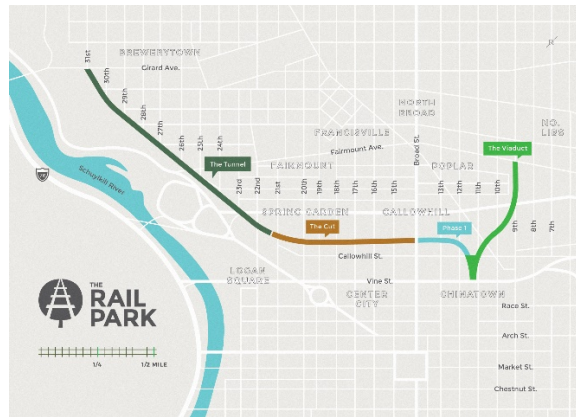 BREWERYTOWN
Girard Ave.
31st
30th
29th
28th
27th
26th
25th
24th
23rd
22nd
21st
20th
19th
18th
17th
16th
15th
Broad St.
13th
12th
11th
10th
9th
8th
7th
NORTH
BROAD
NO.
LIBS
FRANCISVILLE
Fairmount Ave.
The Viaduct
The Tunnel
FAIRMOUNT
POPLAR
Schuylkill River
SPRING GARDEN
CALLOWHILL
The Cut
Phase 1
Callowhill St.
LOGAN
SQUARE
Vine St.
CENTER
CITY
CHINATOWN
Race St.
Arch St.
Market St.
Chestnut St.
THE
RAIL
PARK
1/4
1/2 MILE